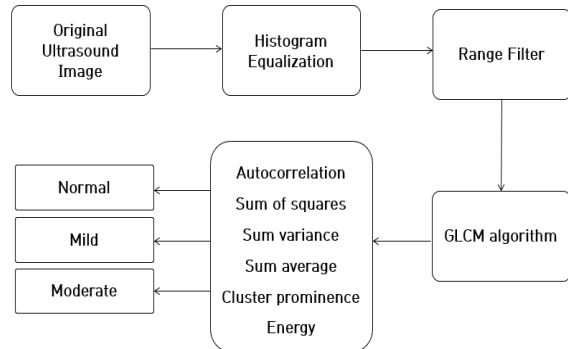 Original
Ultrasound
Image
Histogram
Equalization
Range Filter
GLCM algorithm
Autocorrelation
Sum of squares
Sum variance
Sum average
Cluster prominence
Energy
Normal
Mild
Moderate